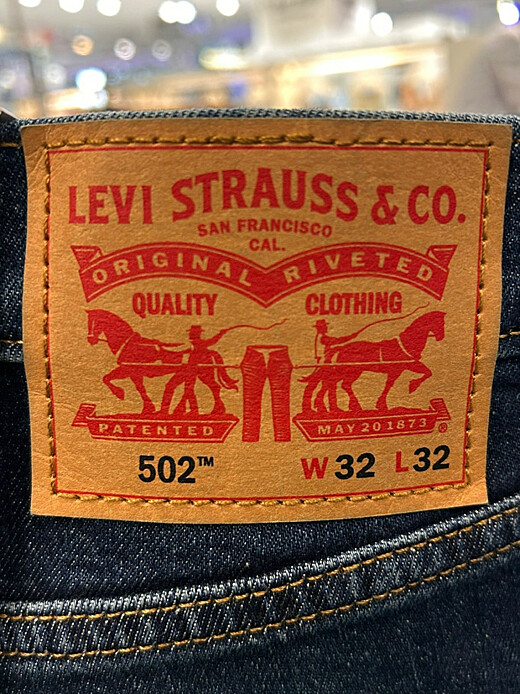 LEVI STRAUSS & CO.
SAN FRANCISCO
CAL.
ORIGINAL RIVETED
QUALITY CLOTHING
PATENTED MAY 20 1873 ®
502™ W 32 L 32